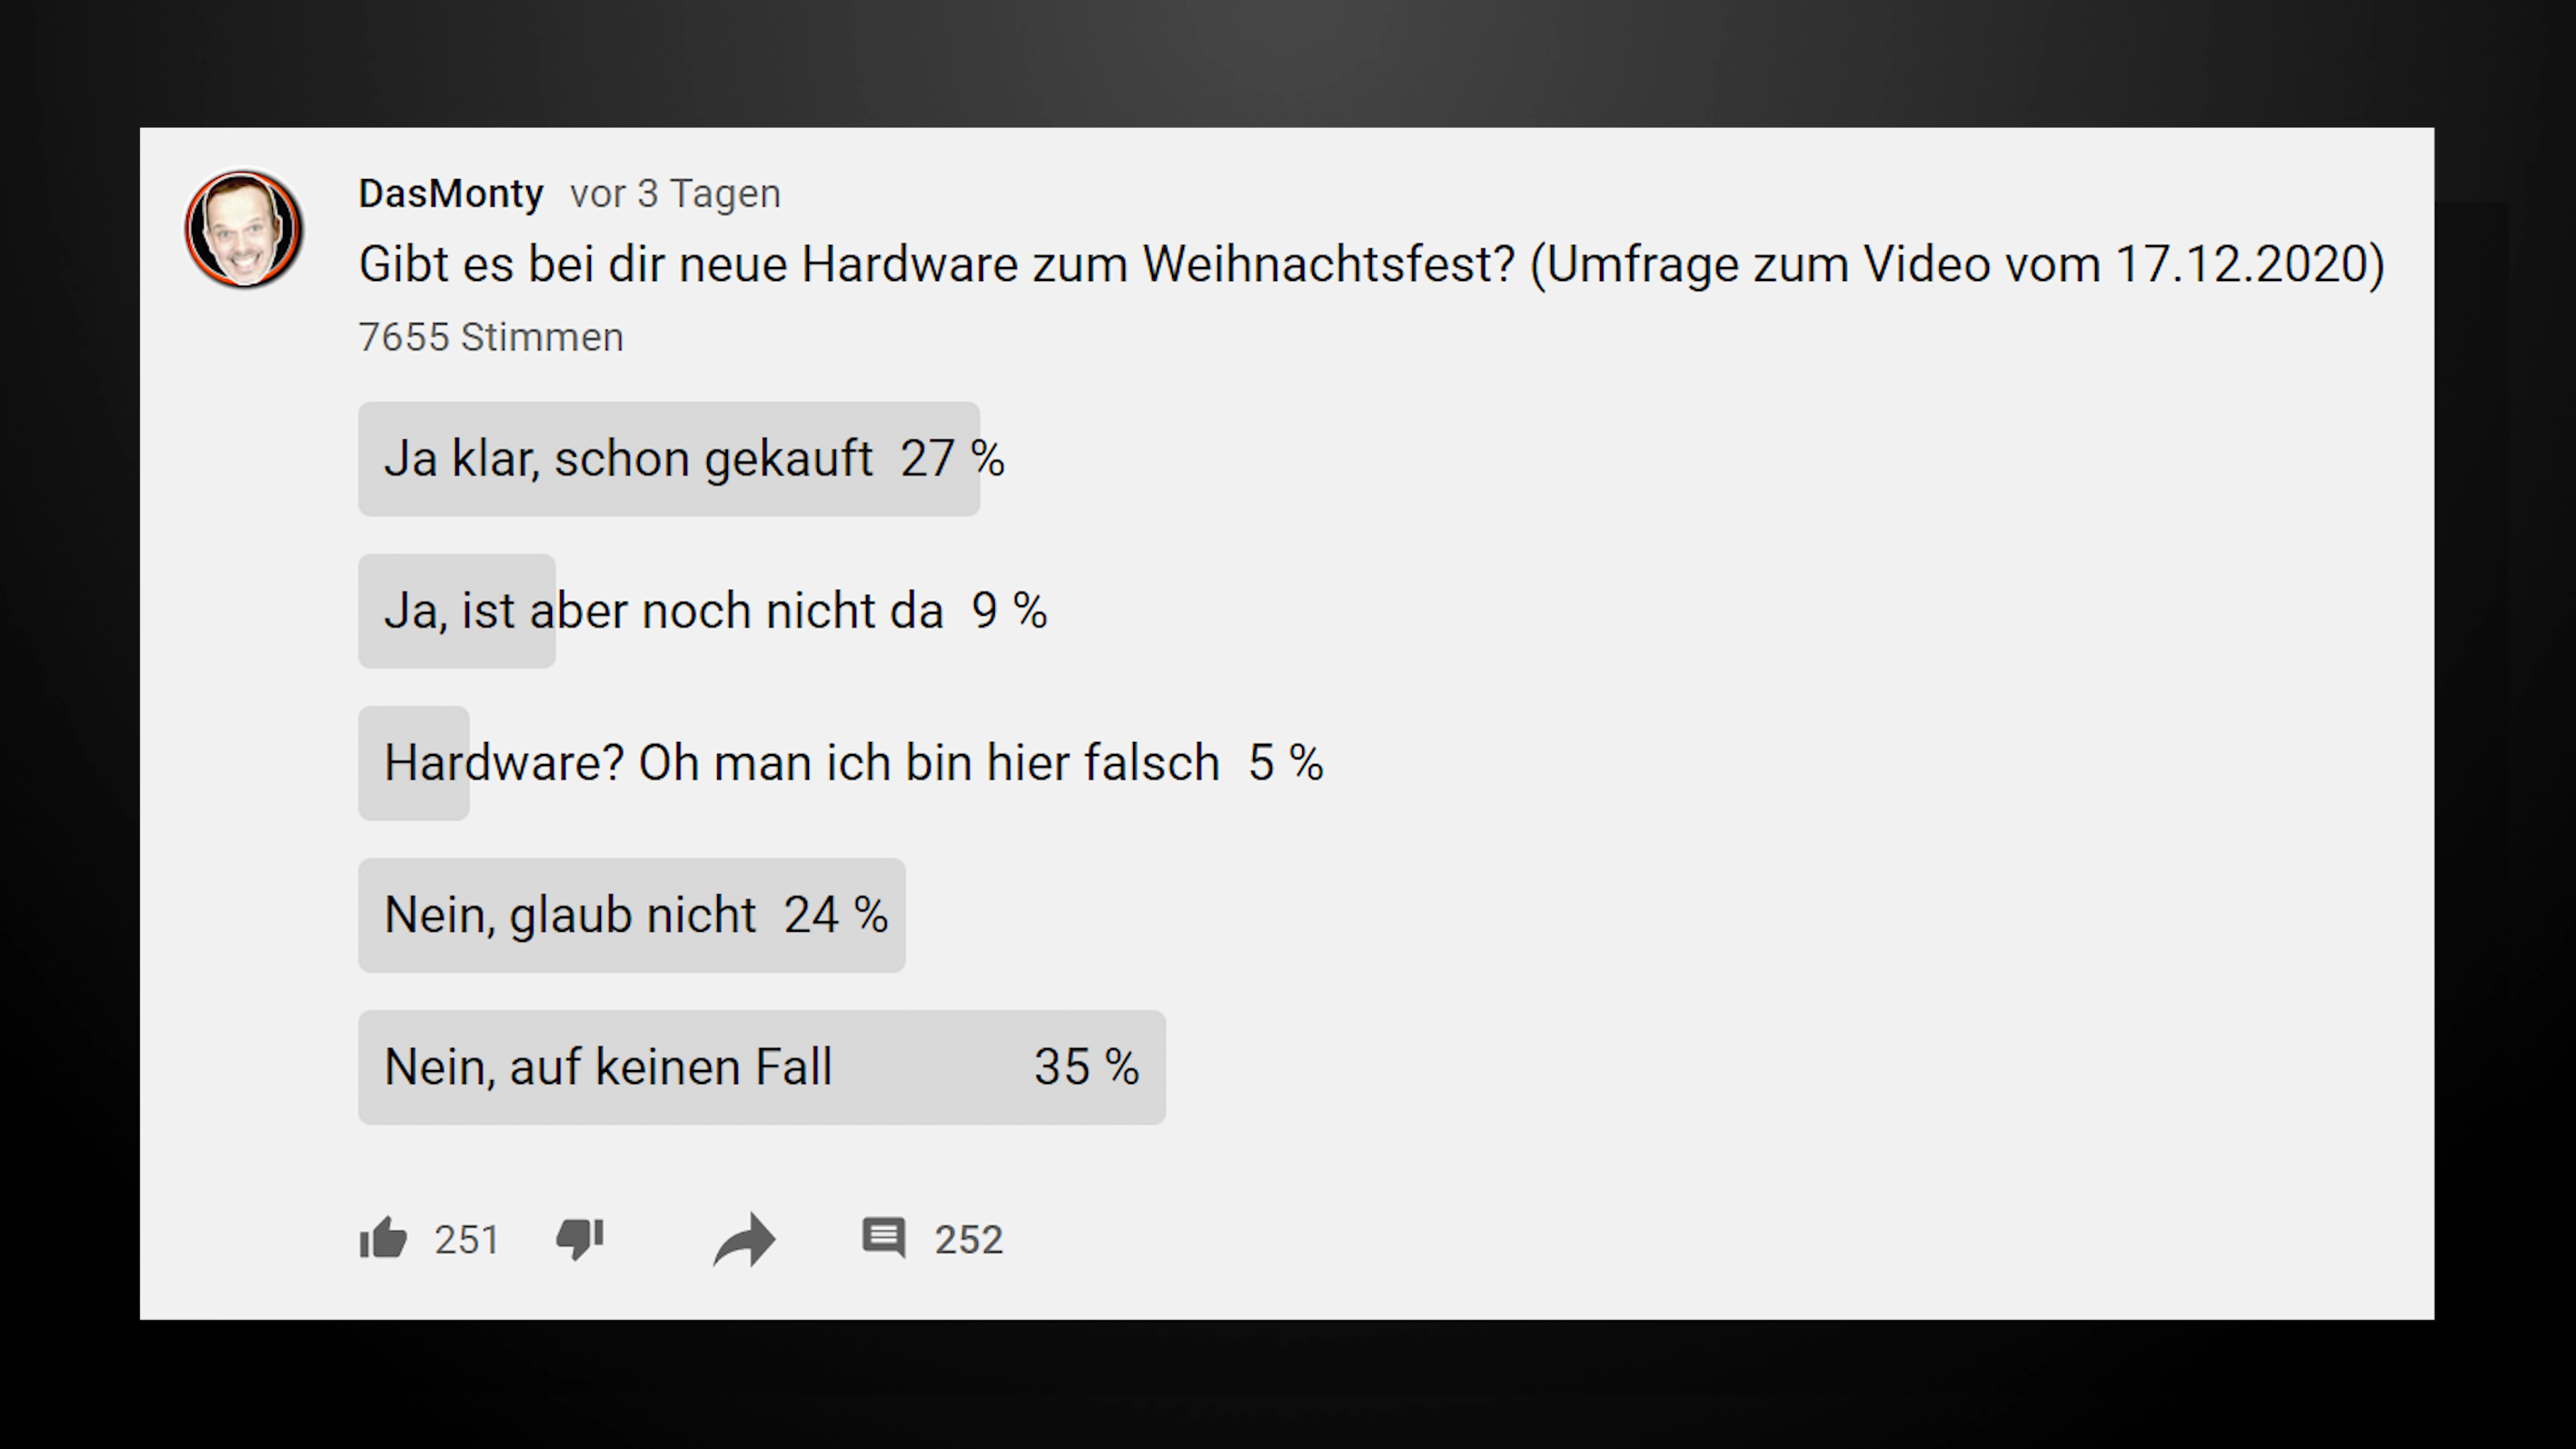 DasMonty vor 3 Tagen
Gibt es bei dir neue Hardware zum Weihnachtsfest? (Umfrage zum Video vom 17.12.2020)
7655 Stimmen
Ja klar, schon gekauft 27 %
Ja, ist aber noch nicht da 9 %
Hardware? Oh man ich bin hier falsch 5 %
Nein, glaub nicht 24 %
Nein, auf keinen Fall 35 %
251 252